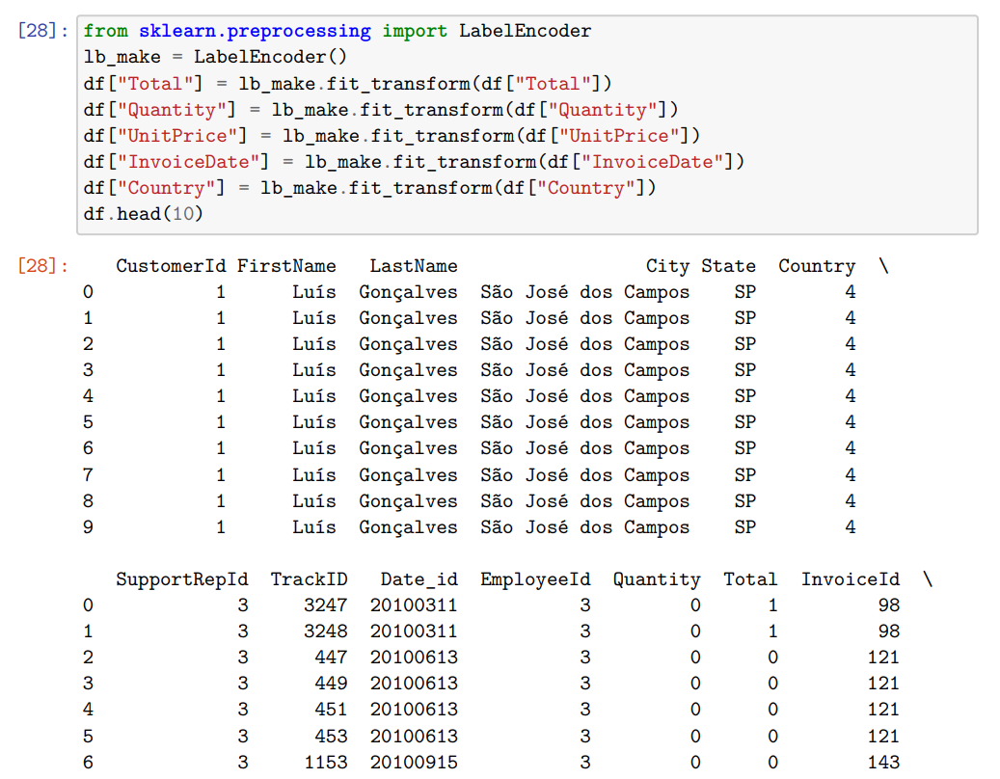 [28]: from sklearn.preprocessing import LabelEncoder
lb_make = LabelEncoder()
df["Total"] = lb_make.fit_transform(df["Total"])
df["Quantity"] = lb_make.fit_transform(df["Quantity"])
df["UnitPrice"] = lb_make.fit_transform(df["UnitPrice"])
df["InvoiceDate"] = lb_make.fit_transform(df["InvoiceDate"])
df["Country"] = lb_make.fit_transform(df["Country"])
df.head(10)
[28]: CustomerId FirstName LastName City State Country \
0 1 Luís Gonçalves São José dos Campos SP 4
1 1 Luís Gonçalves São José dos Campos SP 4
2 1 Luís Gonçalves São José dos Campos SP 4
3 1 Luís Gonçalves São José dos Campos SP 4
4 1 Luís Gonçalves São José dos Campos SP 4
5 1 Luís Gonçalves São José dos Campos SP 4
6 1 Luís Gonçalves São José dos Campos SP 4
7 1 Luís Gonçalves São José dos Campos SP 4
8 1 Luís Gonçalves São José dos Campos SP 4
9 1 Luís Gonçalves São José dos Campos SP 4
SupportRepId TrackID Date_id EmployeeId Quantity Total InvoiceId \
0 3 3247 20100311 3 0 1 98
1 3 3248 20100311 3 0 1 98
2 3 447 20100613 3 0 0 121
3 3 449 20100613 3 0 0 121
4 3 451 20100613 3 0 0 121
5 3 453 20100613 3 0 0 121
6 3 1153 20100915 3 0 0 143